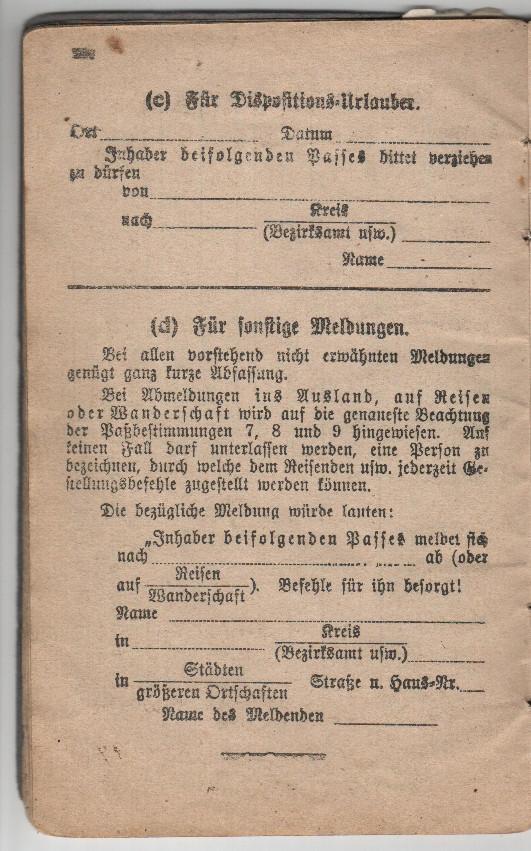 (c) Für Dispositions-Urlauber.
Ort Datum
Inhaber beifolgenden Passes bittet verziehen
zu dürfen
von
nach Kreis
(Bezirksamt usw.)
Name
(d) Für sonstige Meldungen.
Bei allen vorstehend nicht erwähnten Meldungen
genügt ganz kurze Abfassung.
Bei Abmeldungen ins Ausland, auf Reisen
oder Wanderschaft wird auf die genaueste Beachtung
der Paßbestimmungen 7, 8 und 9 hingewiesen. Auf
keinen Fall darf unterlassen werden, eine Person zu
bezeichnen, durch welche dem Reisenden usw. jederzeit Ge-
stellungsbefehle zugestellt werden können.
Die bezügliche Meldung würde lauten:
„Inhaber beifolgenden Passes meldet sich
nach ab (oder
auf Reisen
Wanderschaft). Befehle für ihn besorgt!
Name
in Kreis
(Bezirksamt usw.)
in Städten
größeren Ortschaften Straße u. Haus-Nr.
Name des Meldenden